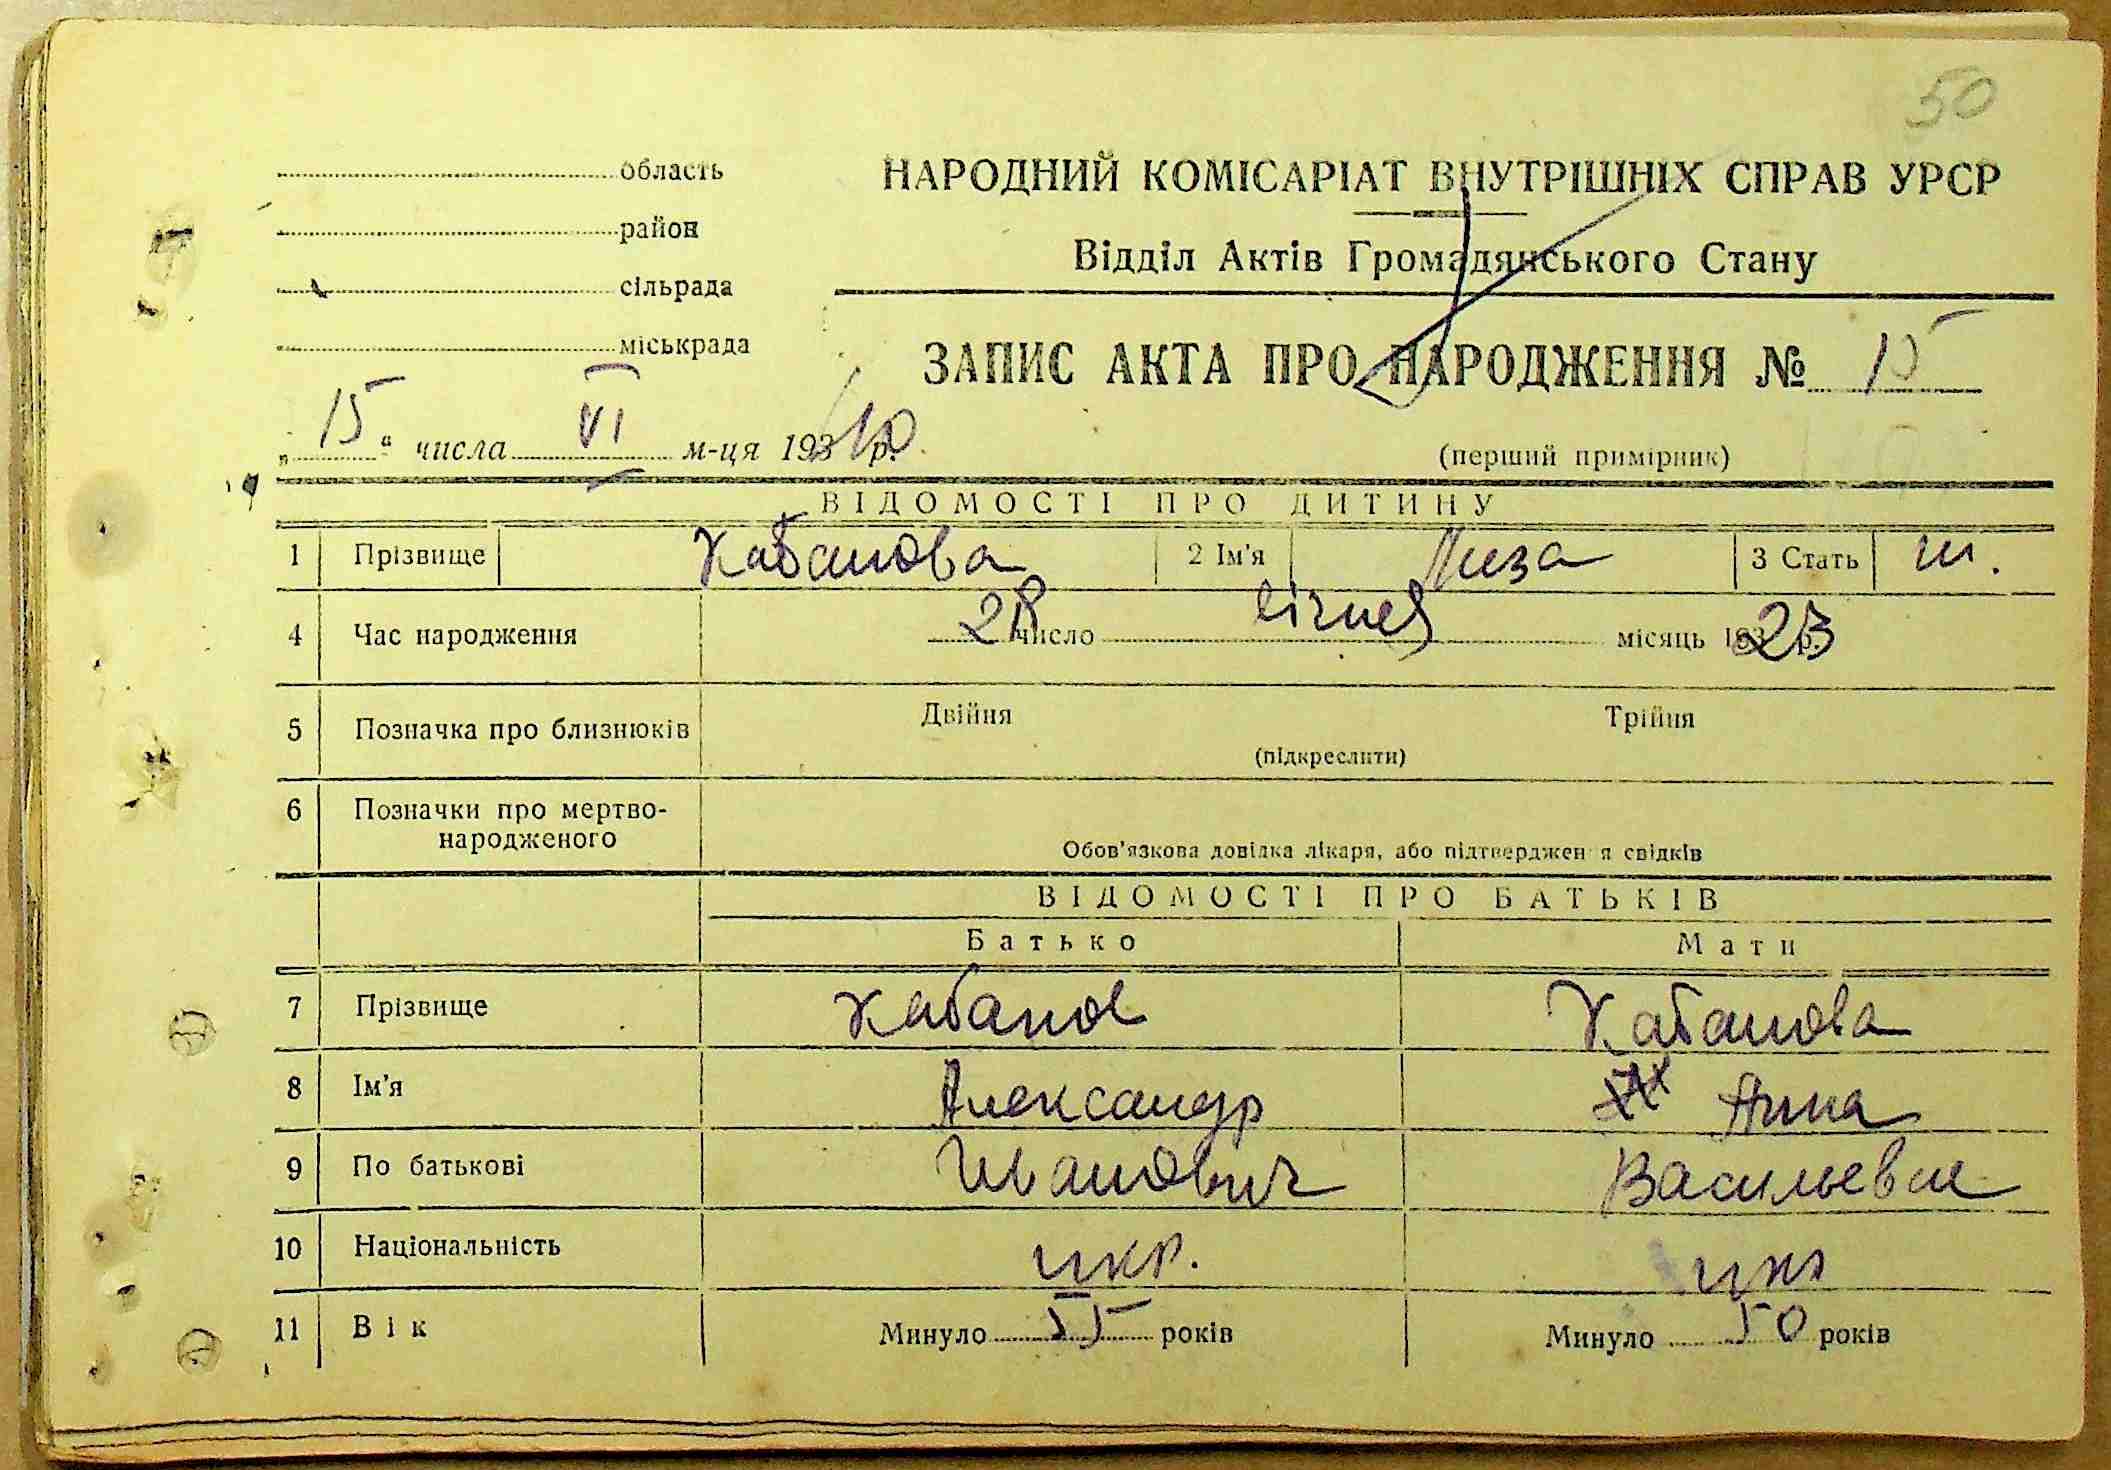 50
область
район
сільрада
міськрада
НАРОДНИЙ КОМІСАРІАТ ВНУТРІШНІХ СПРАВ УРСР
Відділ Актів Громадянського Стану
ЗАПИС АКТА ПРО НАРОДЖЕННЯ № 15
„15“ числа VI м-ця 1940 р.
(перший примірник)
ВІДОМОСТІ ПРО ДИТИНУ
1 Прізвище Кабанова 2 Ім'я Лиза 3 Стать ж.
4 Час народження 28 число січня місяць 1923 р.
5 Позначка про близнюків Двійня Трійня
(підкреслити)
6 Позначки про мертво-
народженого
Обов'язкова довідка лікаря, або підтвердження свідків
ВІДОМОСТІ ПРО БАТЬКІВ
Батько Мати
7 Прізвище Кабанов Кабанова
8 Ім'я Александр Анна
9 По батькові Иванович Васильевна
10 Національність укр. укр
11 Вік Минуло 55 років Минуло 50 років